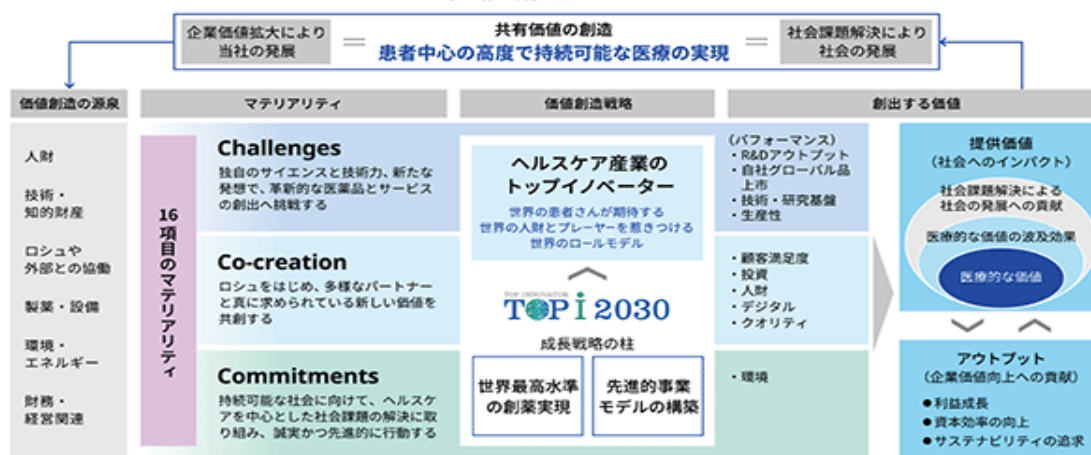 企業価値拡大により
当社の発展
=
共有価値の創造
患者中心の高度で持続可能な医療の実現
=
社会課題解決により
社会の発展
価値創造の源泉
マテリアリティ
価値創造戦略
創出する価値
人財
技術・
知的財産
ロシュや
外部との協働
製薬・設備
環境・
エネルギー
財務・
経営関連
16項目のマテリアリティ
Challenges
独自のサイエンスと技術力、新たな
発想で、革新的な医薬品とサービス
の創出へ挑戦する
Co-creation
ロシュをはじめ、多様なパートナー
と真に求められている新しい価値を
共創する
Commitments
持続可能な社会に向けて、ヘルスケ
アを中心とした社会課題の解決に取
り組み、誠実かつ先進的に行動する
ヘルスケア産業の
トップイノベーター
世界の患者さんが期待する
世界の人財とプレーヤーを惹きつける
世界のロールモデル
TOP INNOVATOR
TOP i 2030
成長戦略の柱
世界最高水準
の創薬実現
先進的事業
モデルの構築
(パフォーマンス)
・R&Dアウトプット
・自社グローバル品
上市
・技術・研究基盤
・生産性
・顧客満足度
・投資
・人財
・デジタル
・クオリティ
・環境
提供価値
(社会へのインパクト)
社会課題解決による
社会の発展への貢献
医療的な価値の波及効果
医療的な価値
アウトプット
(企業価値向上への貢献)
●利益成長
●資本効率の向上
●サステナビリティの追求